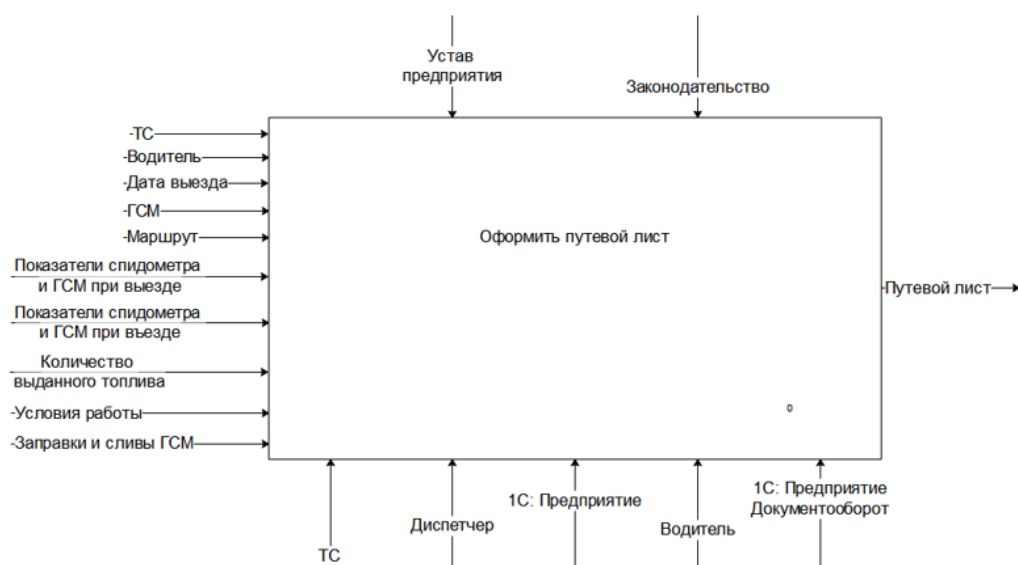 Устав
предприятия
Законодательство
-ТС
-Водитель
-Дата выезда
-ГСМ
-Маршрут
Показатели спидометра
и ГСМ при выезде
Показатели спидометра
и ГСМ при въезде
Количество
выданного топлива
-Условия работы
-Заправки и сливы ГСМ
Оформить путевой лист
0
-Путевой лист
ТС
Диспетчер
1С: Предприятие
Водитель
1С: Предприятие
Документооборот